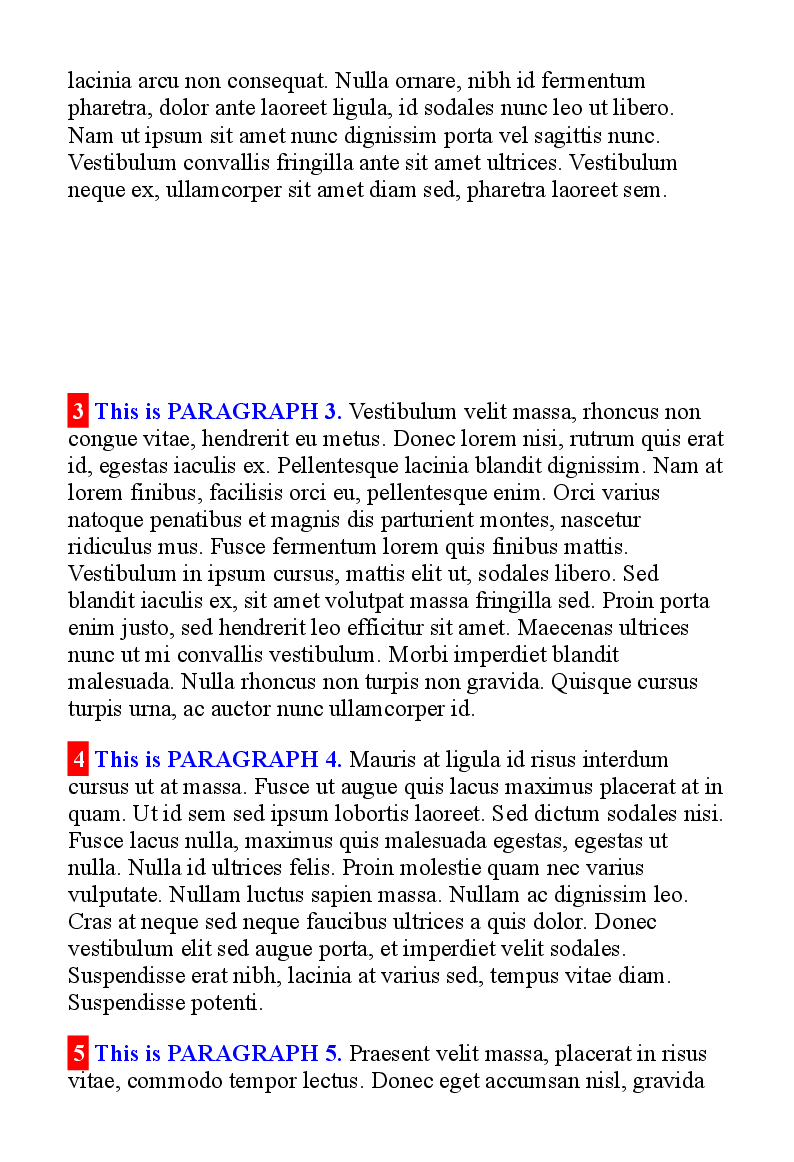 lacinia arcu non consequat. Nulla ornare, nibh id fermentum
pharetra, dolor ante laoreet ligula, id sodales nunc leo ut libero.
Nam ut ipsum sit amet nunc dignissim porta vel sagittis nunc.
Vestibulum convallis fringilla ante sit amet ultrices. Vestibulum
neque ex, ullamcorper sit amet diam sed, pharetra laoreet sem.
3 This is PARAGRAPH 3. Vestibulum velit massa, rhoncus non
congue vitae, hendrerit eu metus. Donec lorem nisi, rutrum quis erat
id, egestas iaculis ex. Pellentesque lacinia blandit dignissim. Nam at
lorem finibus, facilisis orci eu, pellentesque enim. Orci varius
natoque penatibus et magnis dis parturient montes, nascetur
ridiculus mus. Fusce fermentum lorem quis finibus mattis.
Vestibulum in ipsum cursus, mattis elit ut, sodales libero. Sed
blandit iaculis ex, sit amet volutpat massa fringilla sed. Proin porta
enim justo, sed hendrerit leo efficitur sit amet. Maecenas ultrices
nunc ut mi convallis vestibulum. Morbi imperdiet blandit
malesuada. Nulla rhoncus non turpis non gravida. Quisque cursus
turpis urna, ac auctor nunc ullamcorper id.
4 This is PARAGRAPH 4. Mauris at ligula id risus interdum
cursus ut at massa. Fusce ut augue quis lacus maximus placerat at in
quam. Ut id sem sed ipsum lobortis laoreet. Sed dictum sodales nisi.
Fusce lacus nulla, maximus quis malesuada egestas, egestas ut
nulla. Nulla id ultrices felis. Proin molestie quam nec varius
vulputate. Nullam luctus sapien massa. Nullam ac dignissim leo.
Cras at neque sed neque faucibus ultrices a quis dolor. Donec
vestibulum elit sed augue porta, et imperdiet velit sodales.
Suspendisse erat nibh, lacinia at varius sed, tempus vitae diam.
Suspendisse potenti.
5 This is PARAGRAPH 5. Praesent velit massa, placerat in risus
vitae, commodo tempor lectus. Donec eget accumsan nisl, gravida